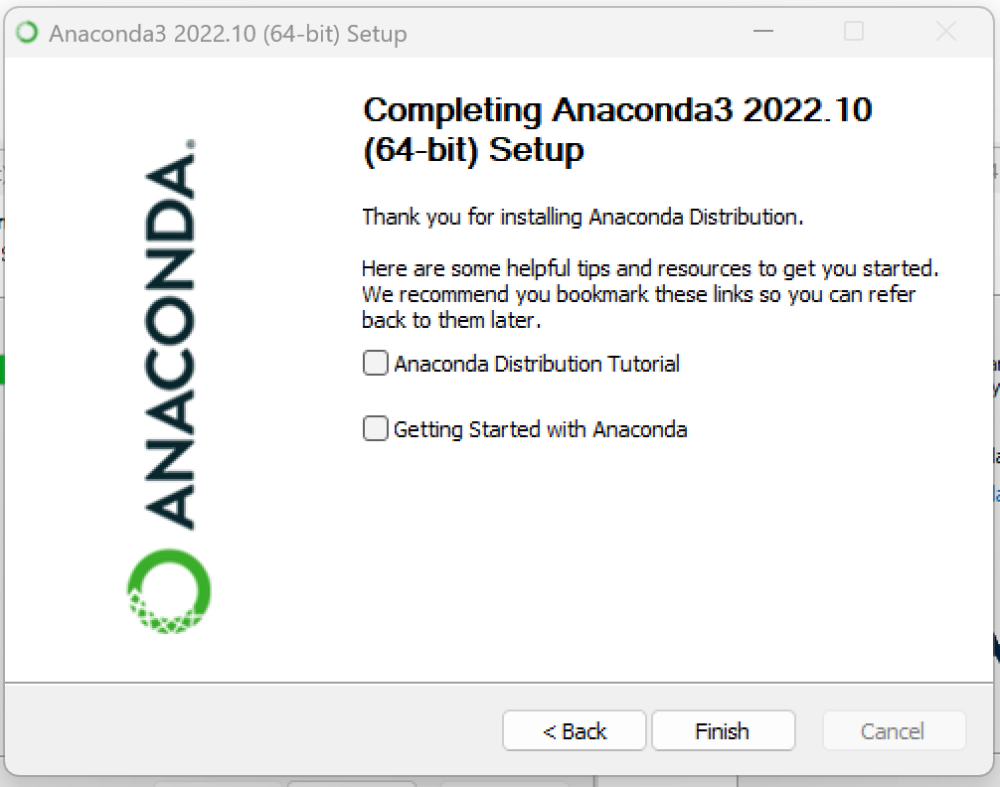 Anaconda3 2022.10 (64-bit) Setup
ANACONDA.
Completing Anaconda3 2022.10
(64-bit) Setup
Thank you for installing Anaconda Distribution.
Here are some helpful tips and resources to get you started.
We recommend you bookmark these links so you can refer
back to them later.
Anaconda Distribution Tutorial
Getting Started with Anaconda
< Back
Finish
Cancel